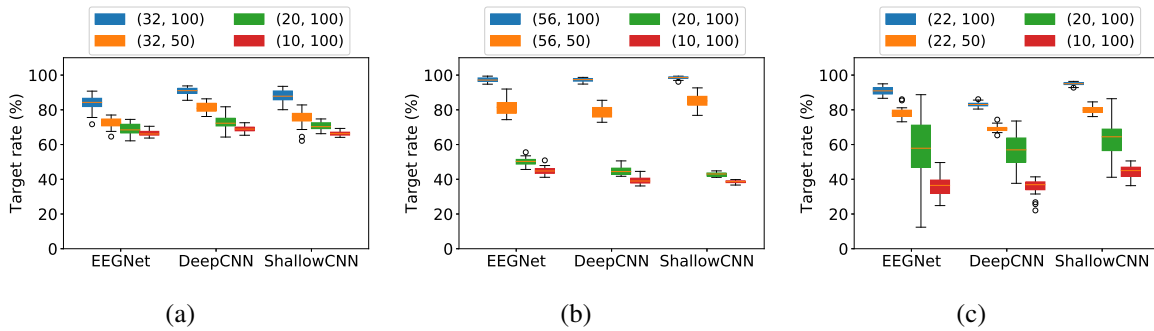 (32, 100) (20, 100)
(32, 50) (10, 100)
Target rate (%)
100
80
60
40
20
0
EEGNet DeepCNN ShallowCNN
(a)
(56, 100) (20, 100)
(56, 50) (10, 100)
Target rate (%)
100
80
60
40
20
0
EEGNet DeepCNN ShallowCNN
(b)
(22, 100) (20, 100)
(22, 50) (10, 100)
Target rate (%)
100
80
60
40
20
0
EEGNet DeepCNN ShallowCNN
(c)